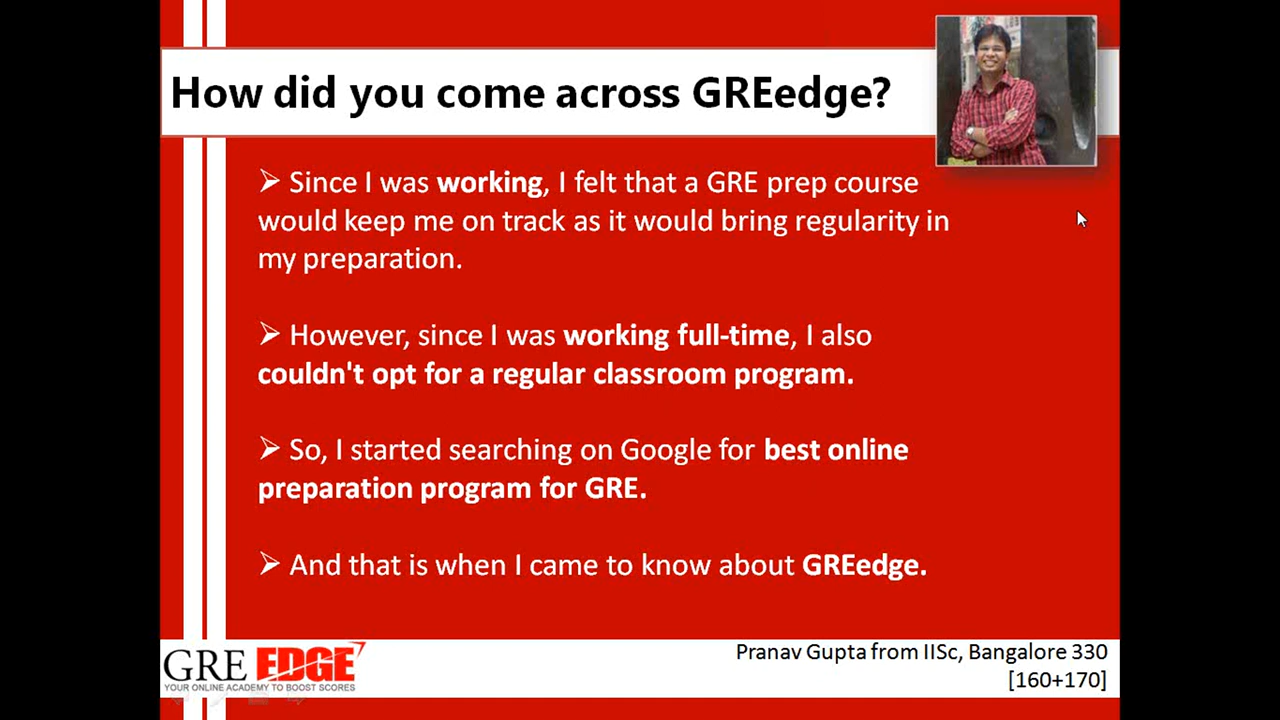 How did you come across GREedge?
➢ Since I was working, I felt that a GRE prep course
would keep me on track as it would bring regularity in
my preparation.
➢ However, since I was working full-time, I also
couldn't opt for a regular classroom program.
➢ So, I started searching on Google for best online
preparation program for GRE.
➢ And that is when I came to know about GREedge.
GRE EDGE
YOUR ONLINE ACADEMY TO BOOST SCORES
Pranav Gupta from IISc, Bangalore 330
[160+170]